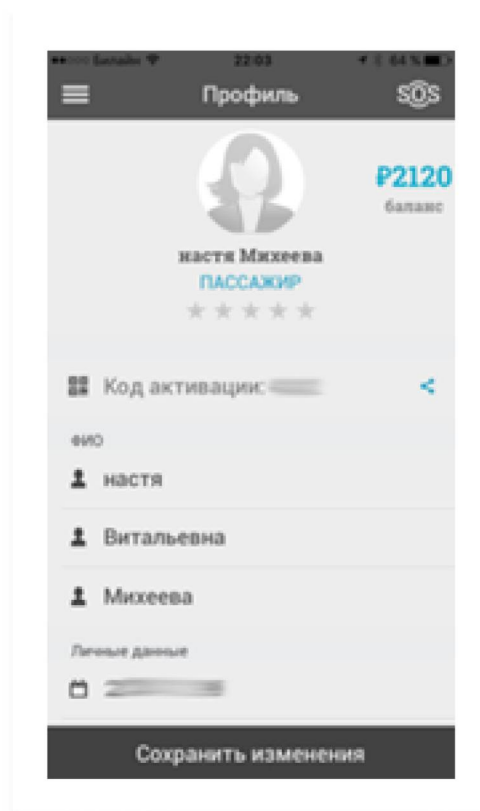 Билайн 22:03 64 %
Профиль SOS
₽2120
баланс
настя Михеева
ПАССАЖИР
Код активации:
ФИО
настя
Витальевна
Михеева
Личные данные
Сохранить изменения